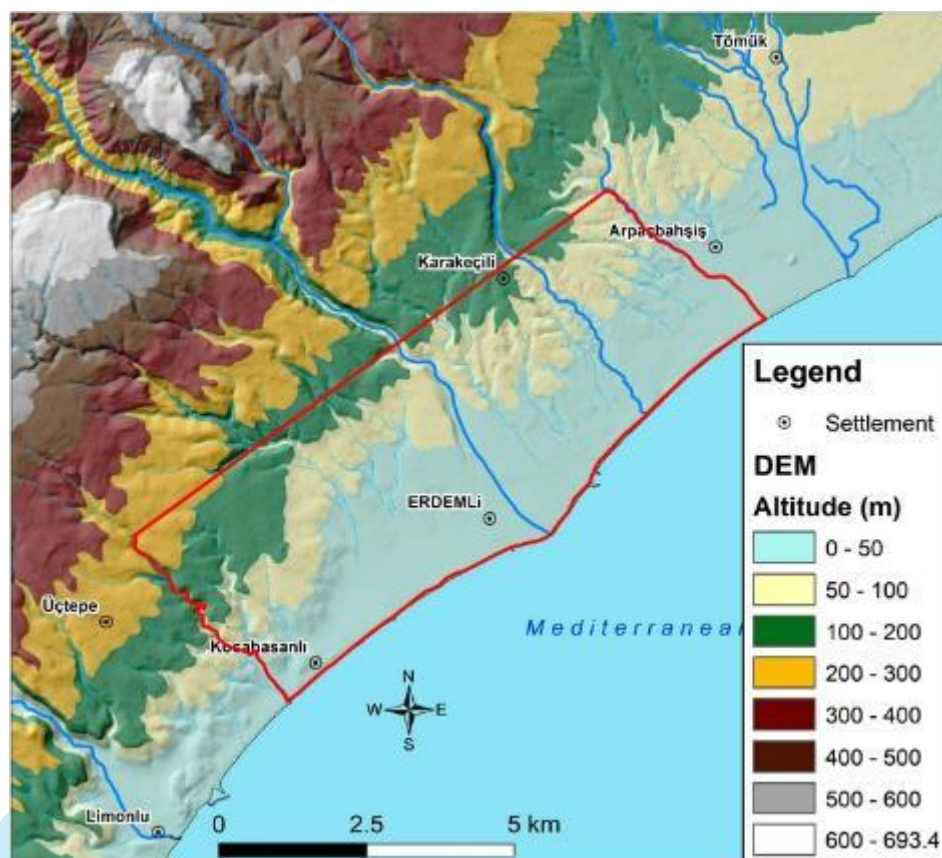 Tömük
Arpaçbahşiş
Karakeçili
ERDEMLi
Üçtepe
Kocahasanlı
Limonlu
Mediterranean
N
W E
S
0 2.5 5 km
Legend
Settlement
DEM
Altitude (m)
0 - 50
50 - 100
100 - 200
200 - 300
300 - 400
400 - 500
500 - 600
600 - 693.4